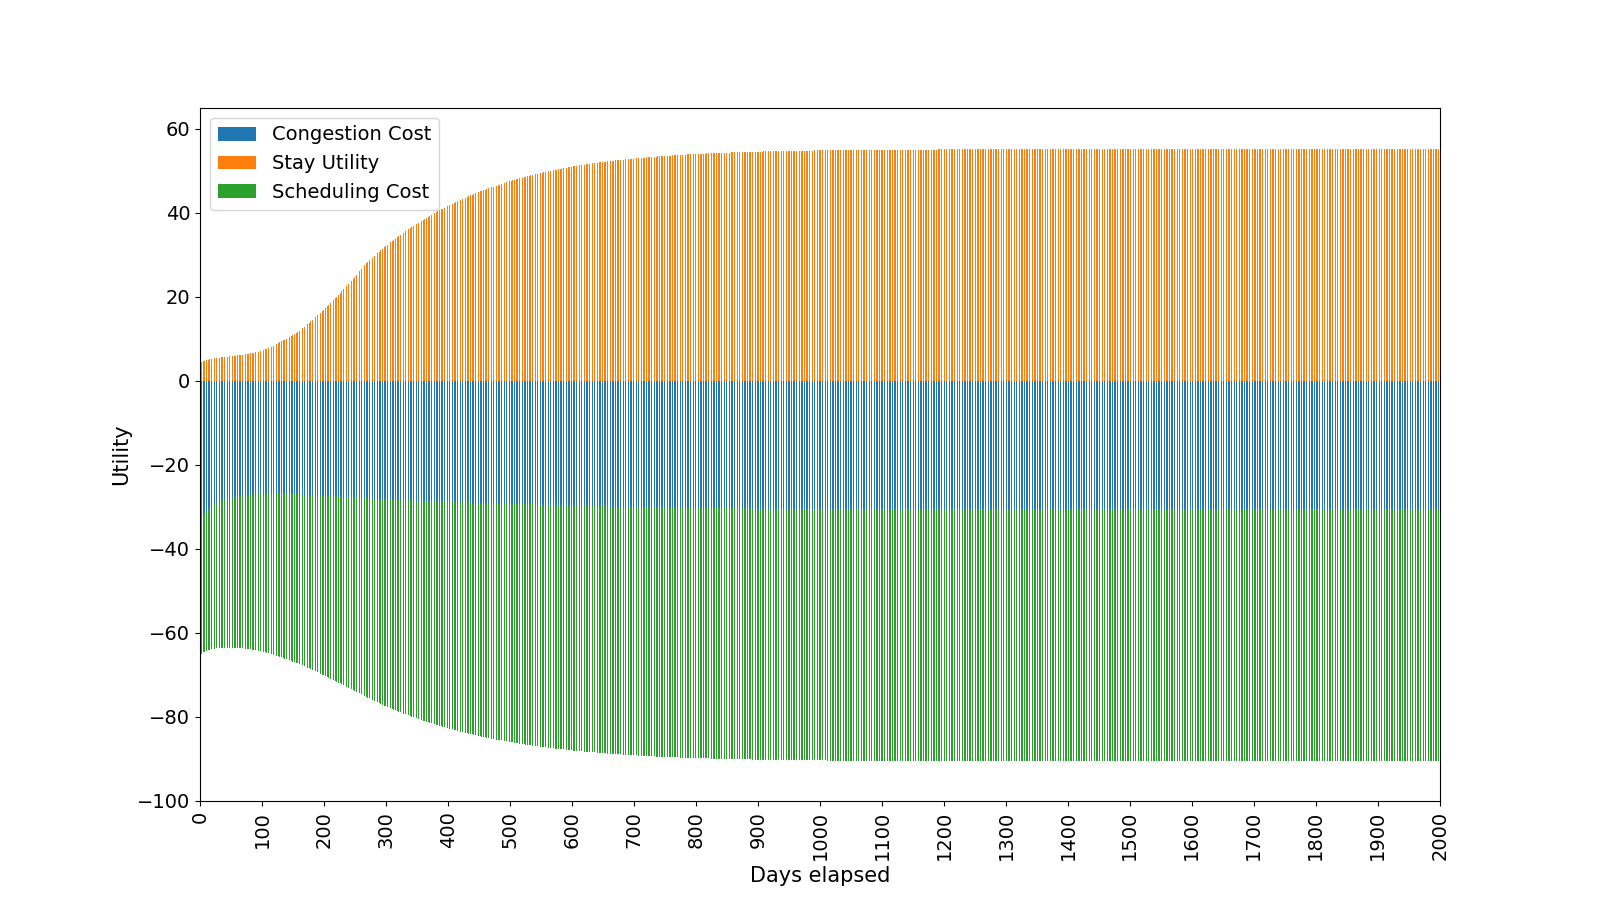 Congestion Cost
Stay Utility
Scheduling Cost
60
40
20
0
−20
−40
−60
−80
−100
Utility
0 100 200 300 400 500 600 700 800 900 1000 1100 1200 1300 1400 1500 1600 1700 1800 1900 2000
Days elapsed